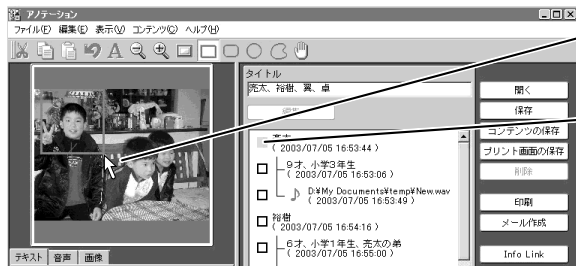 アノテーション
ファイル(F) 編集(E) 表示(V) コンテンツ(C) ヘルプ(H)
タイトル
亮太、裕樹、翼、卓
( 2003/07/05 16:53:44 )
9才、小学3年生
( 2003/07/05 16:53:06 )
D:¥My Documents¥temp¥New.wav
( 2003/07/05 16:53:49 )
裕樹
( 2003/07/05 16:54:16 )
6才、小学1年生、亮太の弟
( 2003/07/05 16:55:00 )
開く
保存
コンテンツの保存
プリント画面の保存
削除
印刷
メール作成
Info Link
テキスト 音声 画像